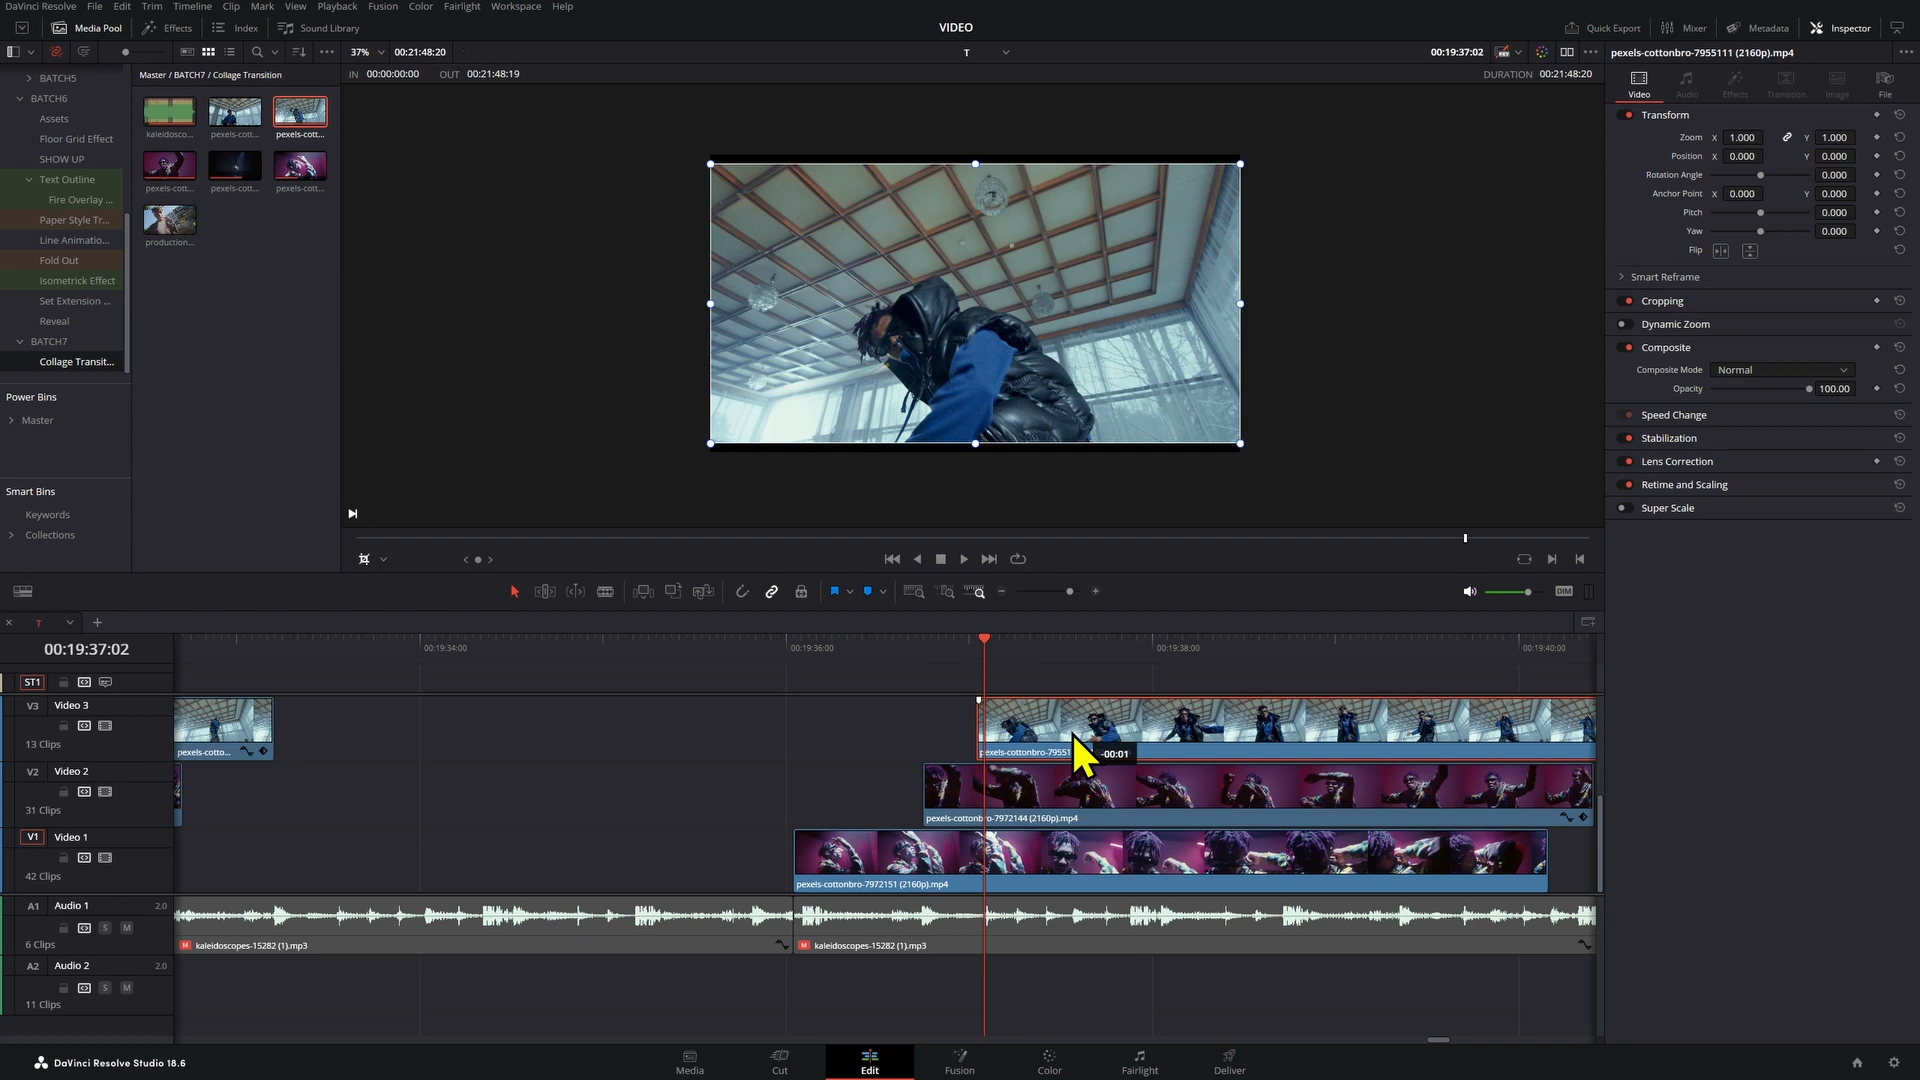 DaVinci Resolve File Edit Trim Timeline Clip Mark View Playback Fusion Color Fairlight Workspace Help
Media Pool Effects Index Sound Library VIDEO Quick Export Mixer Metadata Inspector
37% 00:21:48:20 T 00:19:37:02 pexels-cottonbro-7955111 (2160p).mp4
Master / BATCH7 / Collage Transition IN 00:00:00:00 OUT 00:21:48:19 DURATION 00:21:48:20
Video Audio Effects Transition Image File
BATCH5
BATCH6
Assets
Floor Grid Effect
SHOW UP
Text Outline
Fire Overlay ...
Paper Style Tr...
Line Animatio...
Fold Out
Isometrick Effect
Set Extension ...
Reveal
BATCH7
Collage Transit...
Power Bins
Master
Smart Bins
Keywords
Collections
kaleidosco... pexels-cott... pexels-cott...
pexels-cott... pexels-cott... pexels-cott...
production...
Transform
Zoom X 1.000 Y 1.000
Position X 0.000 Y 0.000
Rotation Angle 0.000
Anchor Point X 0.000 Y 0.000
Pitch 0.000
Yaw 0.000
Flip
Smart Reframe
Cropping
Dynamic Zoom
Composite
Composite Mode Normal
Opacity 100.00
Speed Change
Stabilization
Lens Correction
Retime and Scaling
Super Scale
DIM
T
00:19:37:02 00:19:34:00 00:19:36:00 00:19:38:00 00:19:40:00
ST1
V3 Video 3
13 Clips
pexels-cotto... pexels-cottonbro-79551 -00:01
V2 Video 2
31 Clips
pexels-cottonbro-7972144 (2160p).mp4
V1 Video 1
42 Clips
pexels-cottonbro-7972151 (2160p).mp4
A1 Audio 1 2.0
S M
6 Clips
M kaleidoscopes-15282 (1).mp3 M kaleidoscopes-15282 (1).mp3
A2 Audio 2 2.0
S M
11 Clips
DaVinci Resolve Studio 18.6 Media Cut Edit Fusion Color Fairlight Deliver